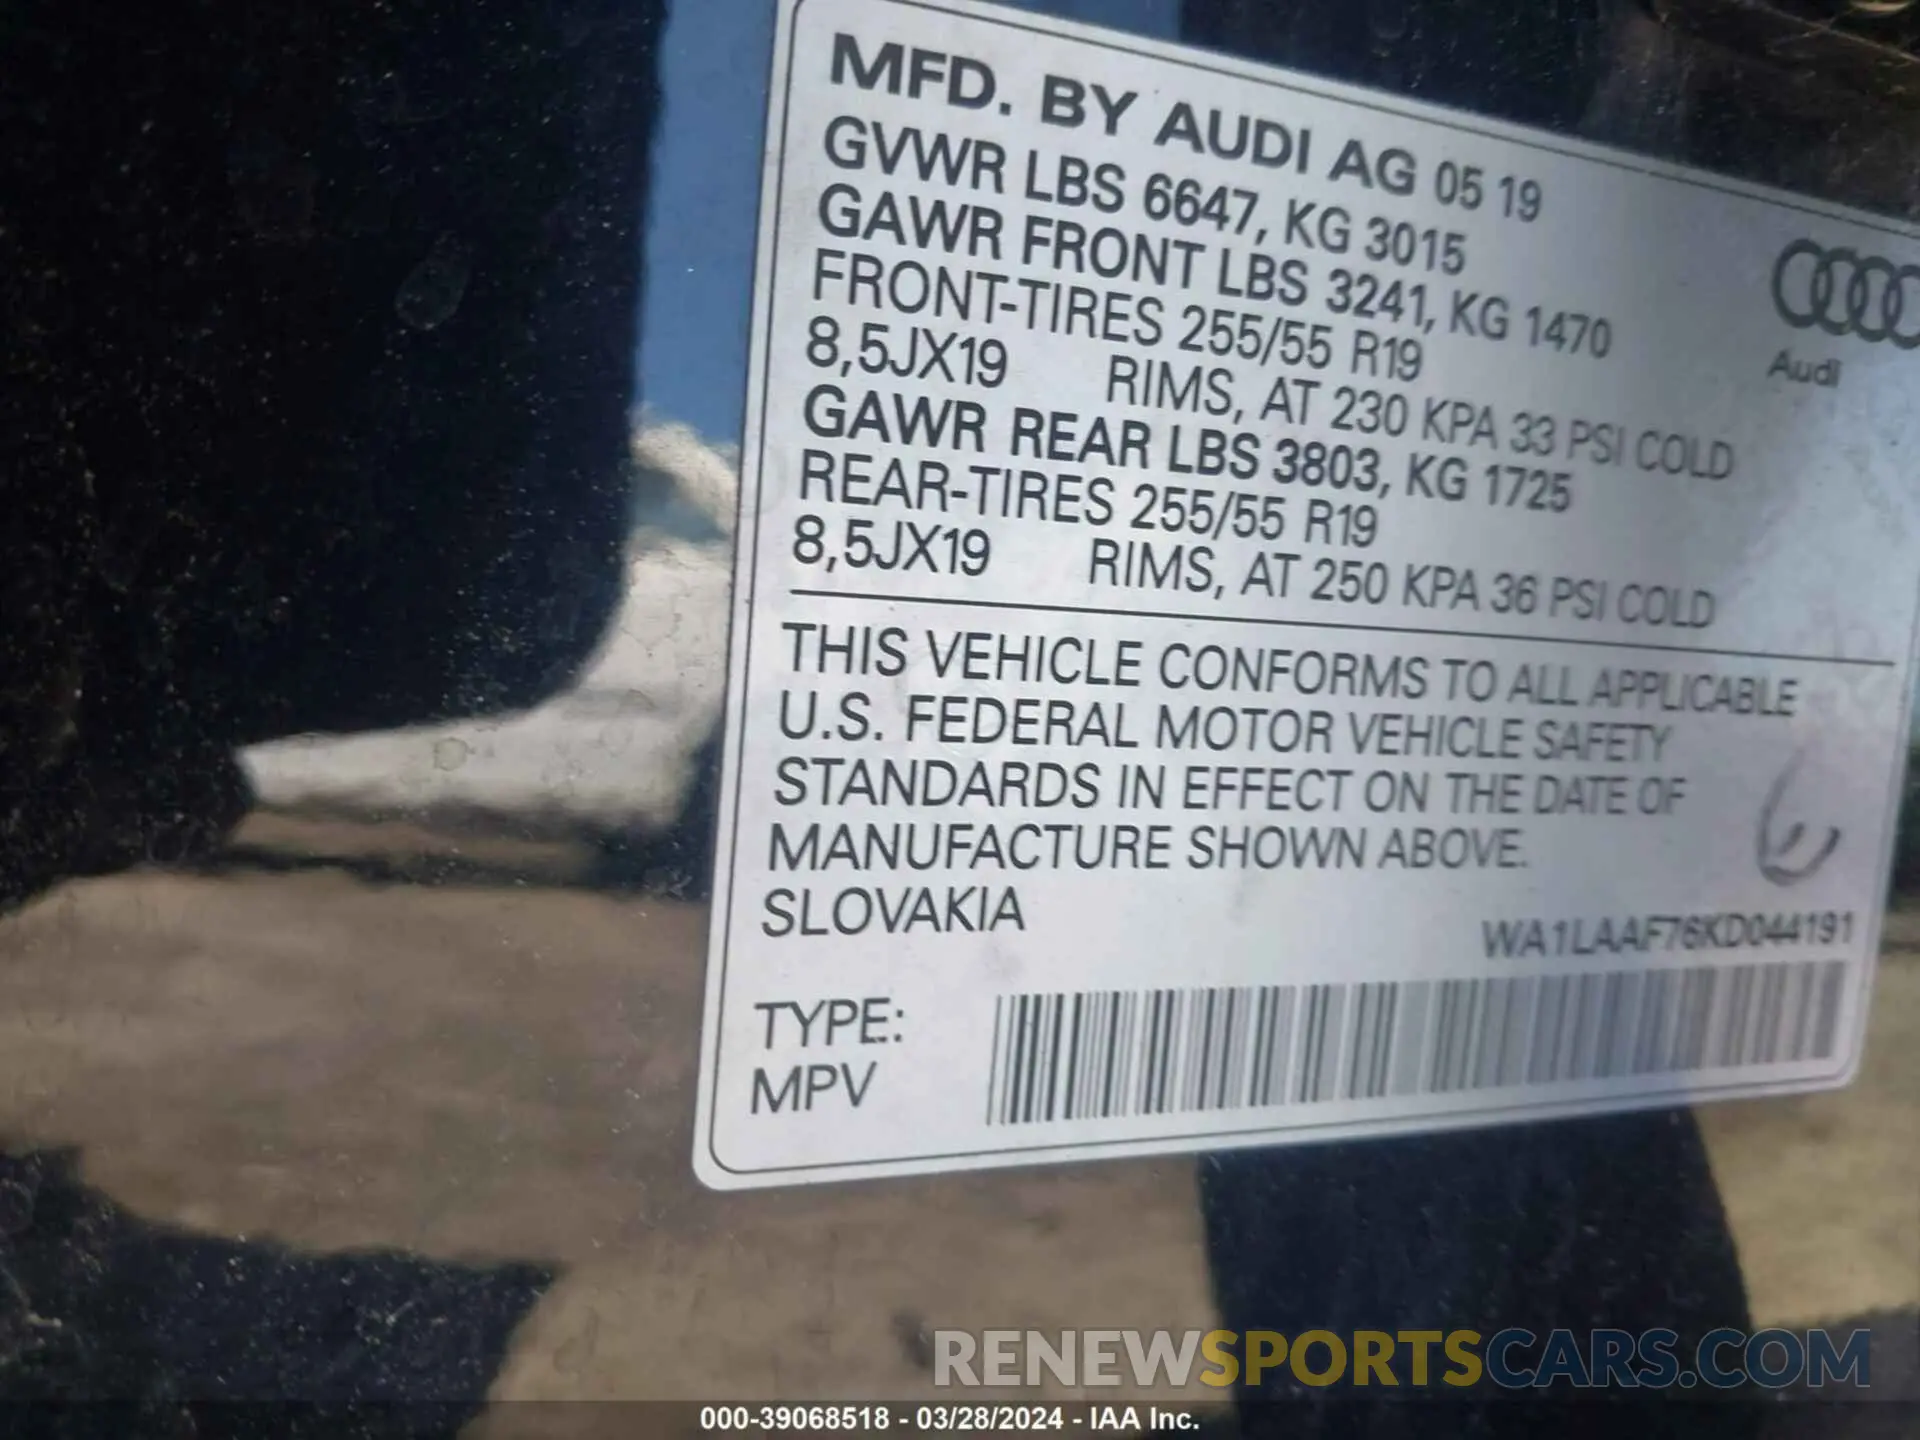 MFD. BY AUDI AG 05 19
GVWR LBS 6647, KG 3015
GAWR FRONT LBS 3241, KG 1470
FRONT-TIRES 255/55 R19
8,5JX19 RIMS, AT 230 KPA 33 PSI COLD
GAWR REAR LBS 3803, KG 1725
REAR-TIRES 255/55 R19
8,5JX19 RIMS, AT 250 KPA 36 PSI COLD
Audi
THIS VEHICLE CONFORMS TO ALL APPLICABLE
U.S. FEDERAL MOTOR VEHICLE SAFETY
STANDARDS IN EFFECT ON THE DATE OF
MANUFACTURE SHOWN ABOVE.
SLOVAKIA
WA1LAAF76KD044191
TYPE:
MPV
RENEWSPORTSCARS.COM
000-39068518 - 03/28/2024 - IAA Inc.